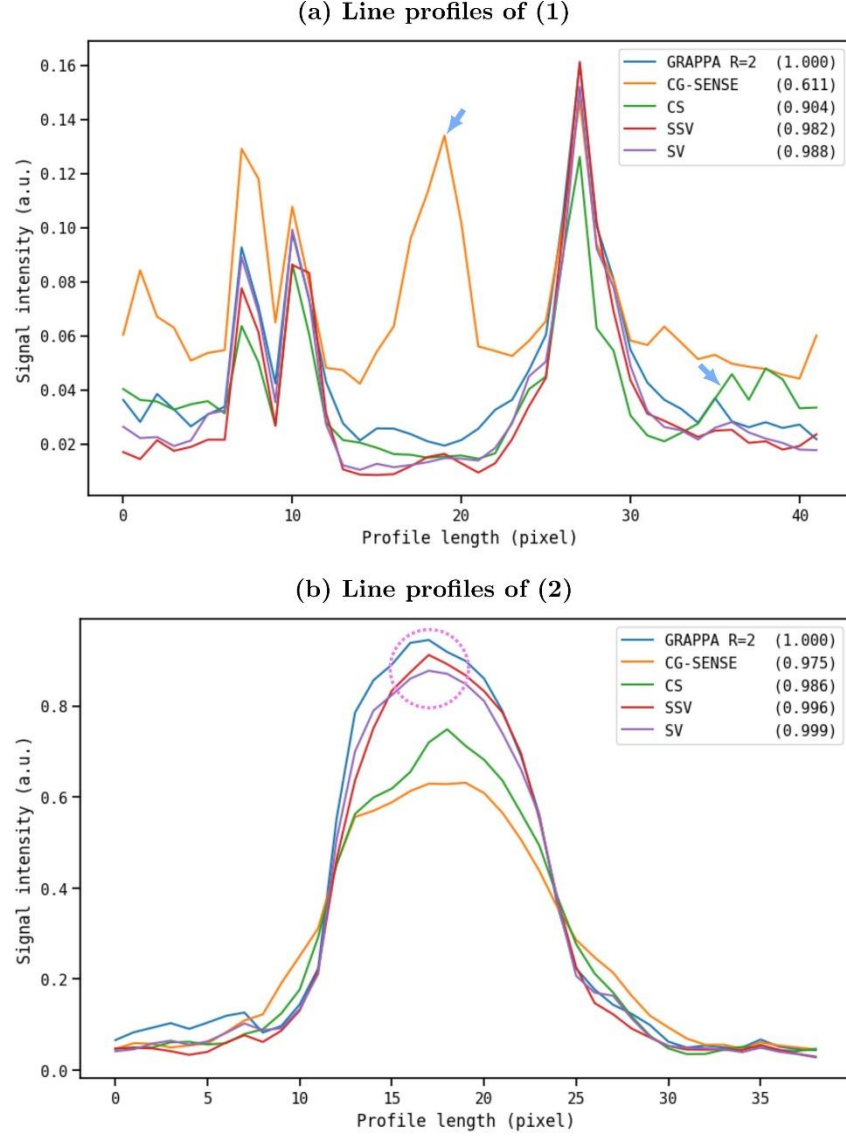 (a) Line profiles of (1)
GRAPPA R=2 (1.000)
CG-SENSE (0.611)
CS (0.904)
SSV (0.982)
SV (0.988)
Signal intensity (a.u.)
0.16
0.14
0.12
0.10
0.08
0.06
0.04
0.02
0 10 20 30 40
Profile length (pixel)
(b) Line profiles of (2)
GRAPPA R=2 (1.000)
CG-SENSE (0.975)
CS (0.986)
SSV (0.996)
SV (0.999)
Signal intensity (a.u.)
0.8
0.6
0.4
0.2
0.0
0 5 10 15 20 25 30 35
Profile length (pixel)